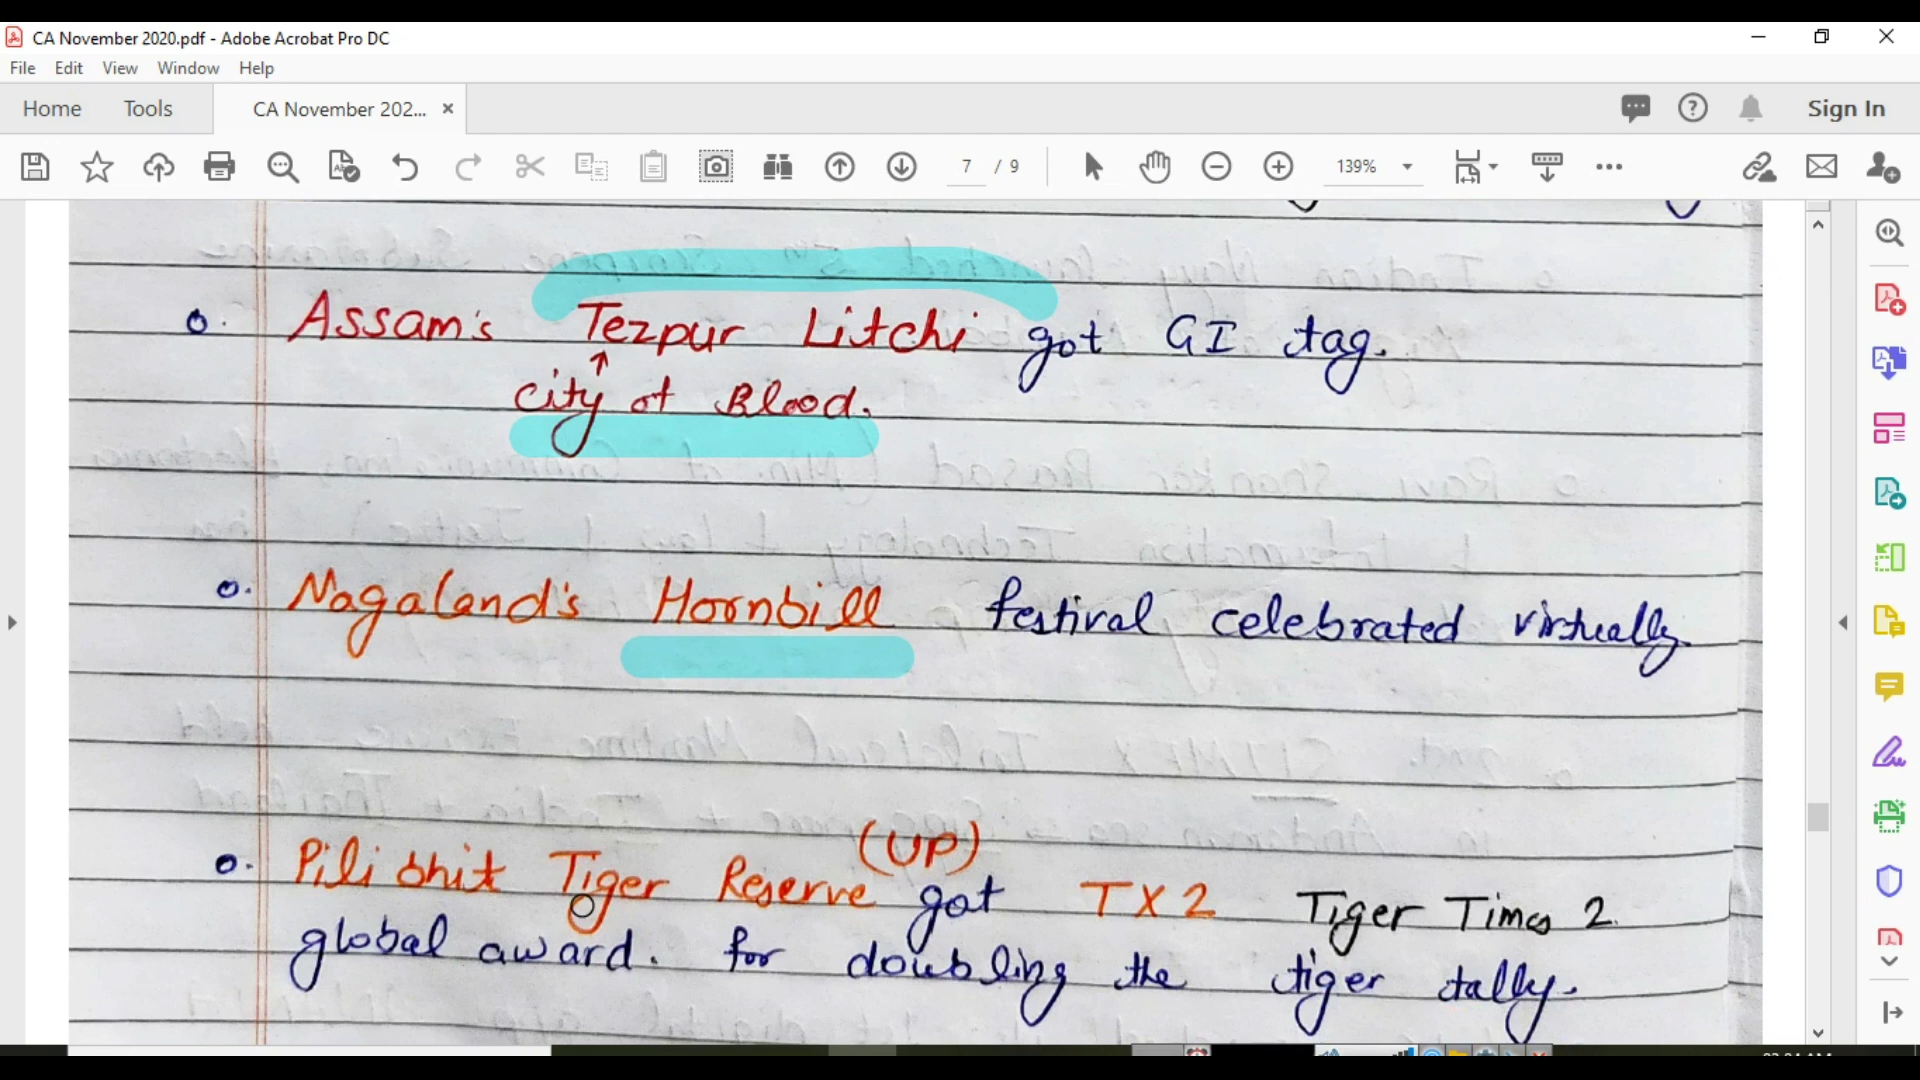 CA November 2020.pdf - Adobe Acrobat Pro DC
File Edit View Window Help
Home Tools CA November 202... × Sign In
7 / 9 139%
o. Assam's Tezpur Litchi got GI tag.
↑
City of Blood.
o. Nagaland's Hornbill festival celebrated virtually.
(UP)
o. Pilibhit Tiger Reserve got TX2 Tiger Times 2.
global award. for doubling the tiger tally.